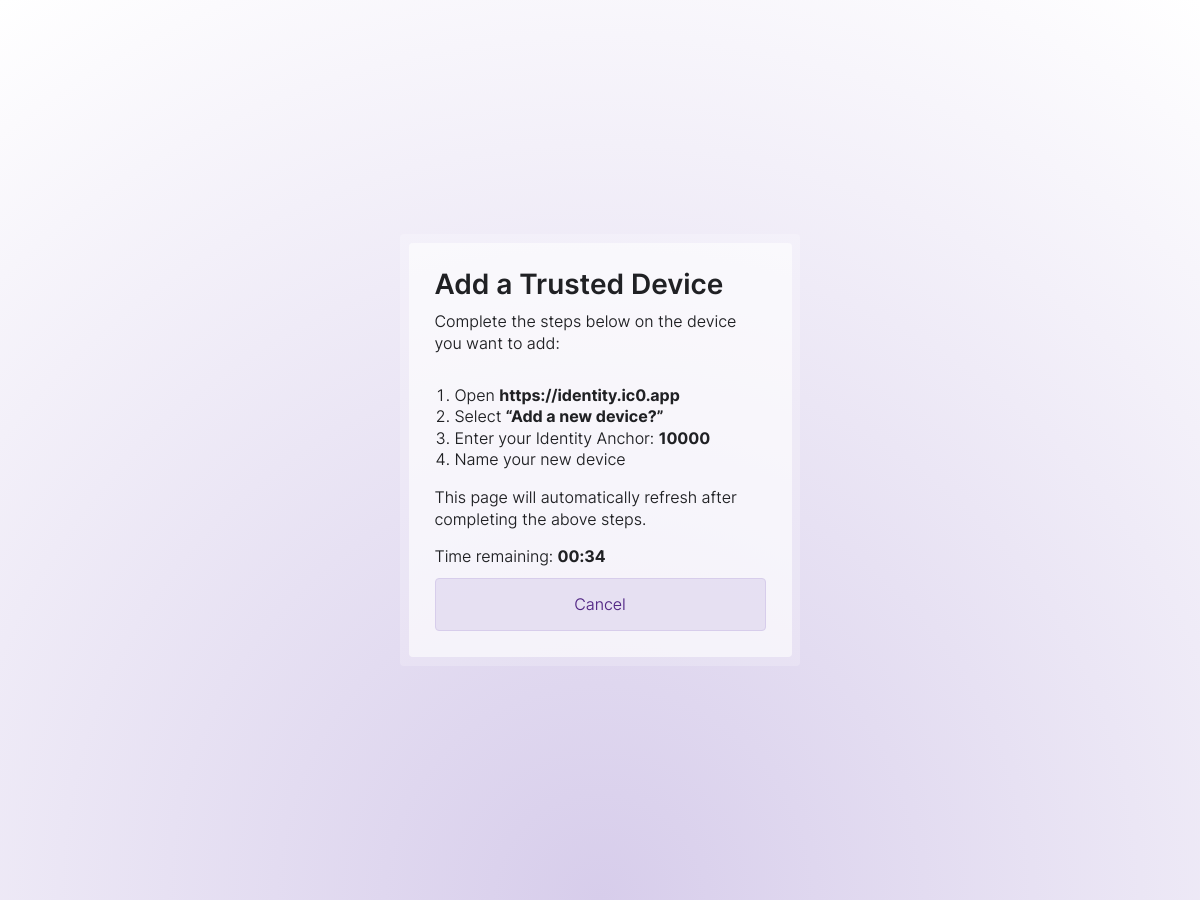 Add a Trusted Device
Complete the steps below on the device
you want to add:
1. Open https://identity.ic0.app
2. Select “Add a new device?”
3. Enter your Identity Anchor: 10000
4. Name your new device
This page will automatically refresh after
completing the above steps.
Time remaining: 00:34
Cancel